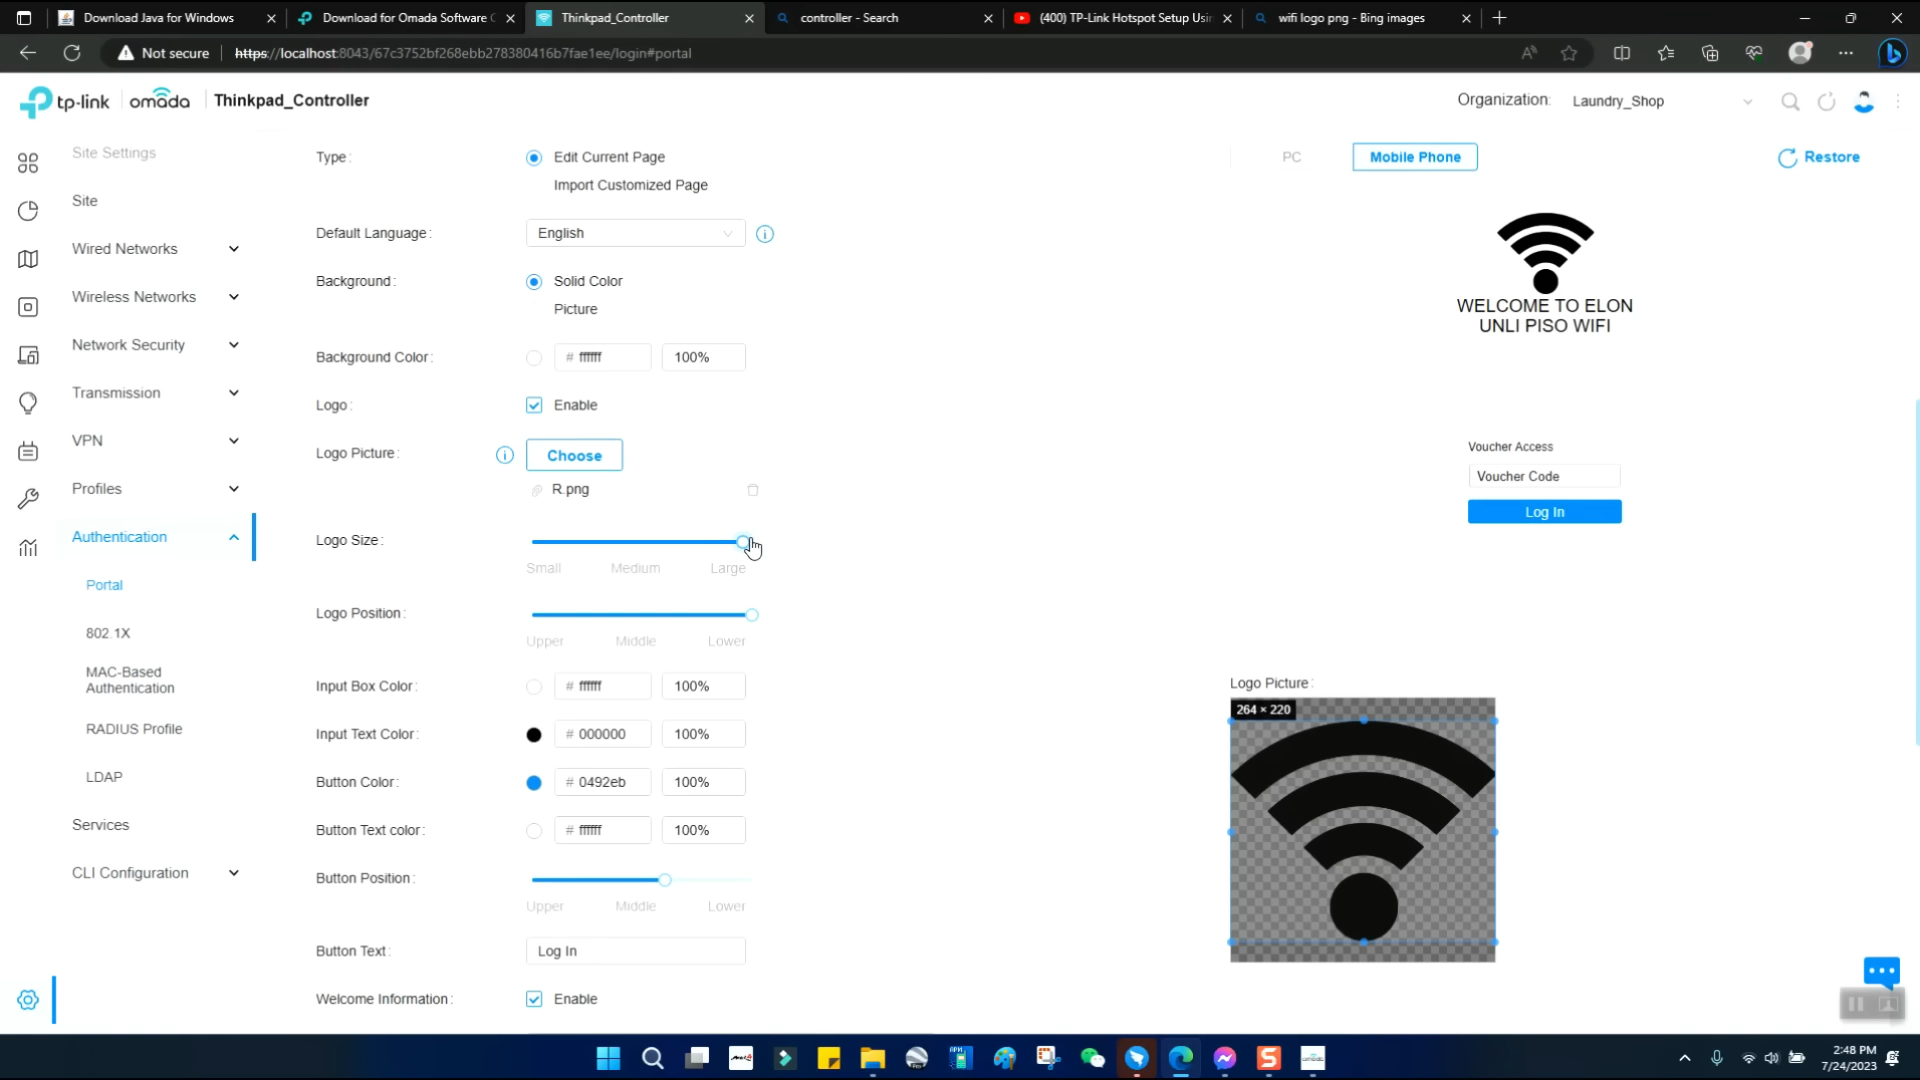 Download Java for Windows
Download for Omada Software C
Thinkpad_Controller
controller - Search
(400) TP-Link Hotspot Setup Usin
wifi logo png - Bing images
Not secure
https://localhost:8043/67c3752bf268ebb278380416b7fae1ee/login#portal
tp-link
omada
Thinkpad_Controller
Organization:
Laundry_Shop
Site Settings
Site
Wired Networks
Wireless Networks
Network Security
Transmission
VPN
Profiles
Authentication
Portal
802.1X
MAC-Based
Authentication
RADIUS Profile
LDAP
Services
CLI Configuration
Type:
Edit Current Page
Import Customized Page
Default Language:
English
Background:
Solid Color
Picture
Background Color:
# ffffff
100%
Logo:
Enable
Logo Picture:
Choose
R.png
Logo Size:
Small
Medium
Large
Logo Position:
Upper
Middle
Lower
Input Box Color:
# ffffff
100%
Input Text Color:
# 000000
100%
Button Color:
# 0492eb
100%
Button Text color:
# ffffff
100%
Button Position:
Upper
Middle
Lower
Button Text:
Log In
Welcome Information:
Enable
PC
Mobile Phone
Restore
WELCOME TO ELON
UNLI PISO WIFI
Voucher Access
Voucher Code
Log In
Logo Picture:
264 × 220
2:48 PM
7/24/2023